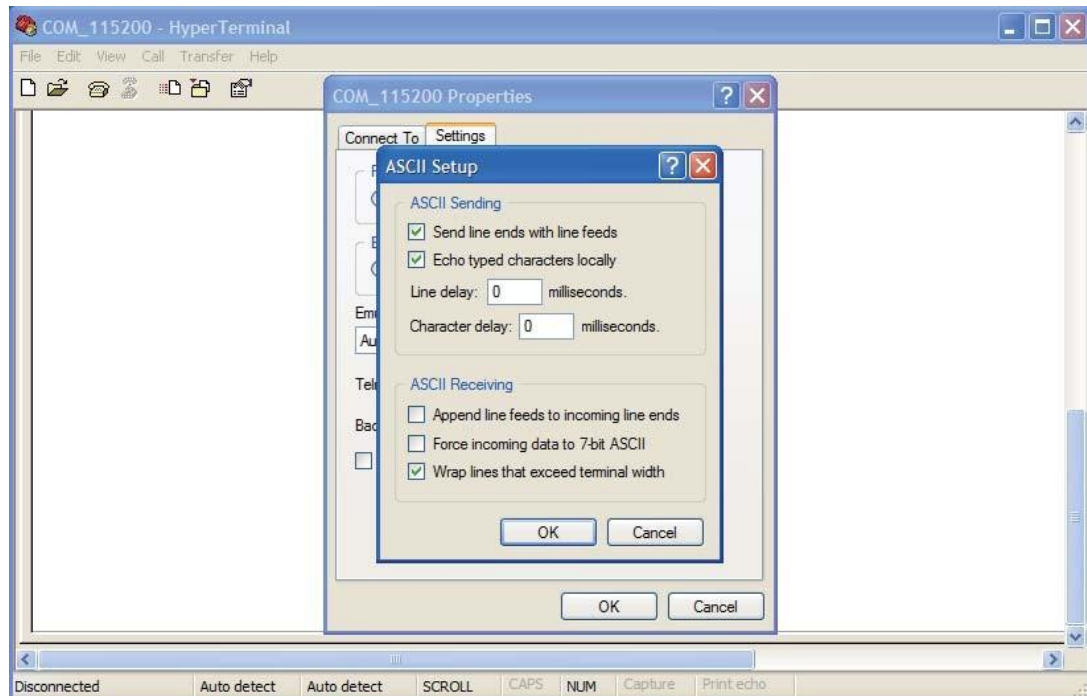 COM_115200 - HyperTerminal
File Edit View Call Transfer Help
COM_115200 Properties
Connect To Settings
ASCII Setup
ASCII Sending
Send line ends with line feeds
Echo typed characters locally
Line delay: 0 milliseconds.
Character delay: 0 milliseconds.
ASCII Receiving
Append line feeds to incoming line ends
Force incoming data to 7-bit ASCII
Wrap lines that exceed terminal width
OK Cancel
OK Cancel
Disconnected Auto detect Auto detect SCROLL CAPS NUM Capture Print echo